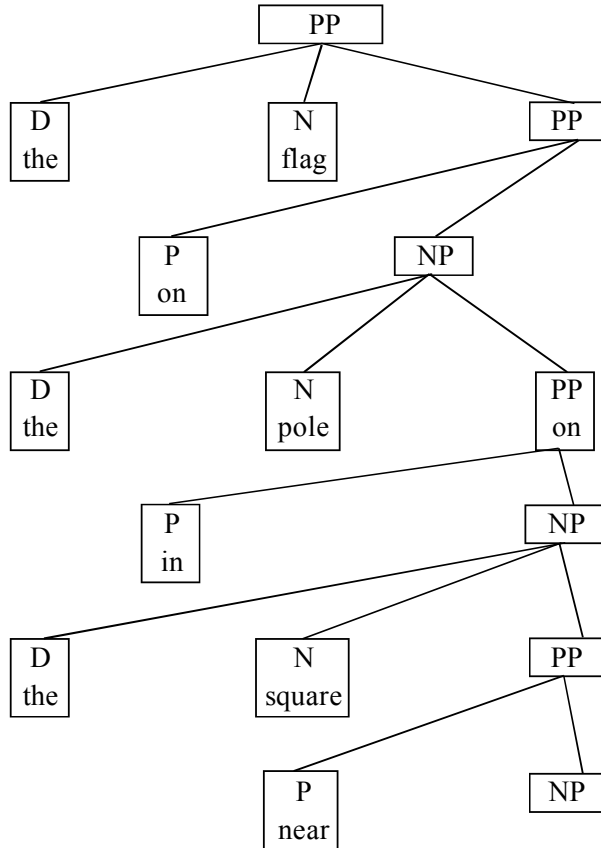 PP
D N PP
the flag
P NP
on
D N PP
the pole on
P NP
in
D N PP
the square
P NP
near